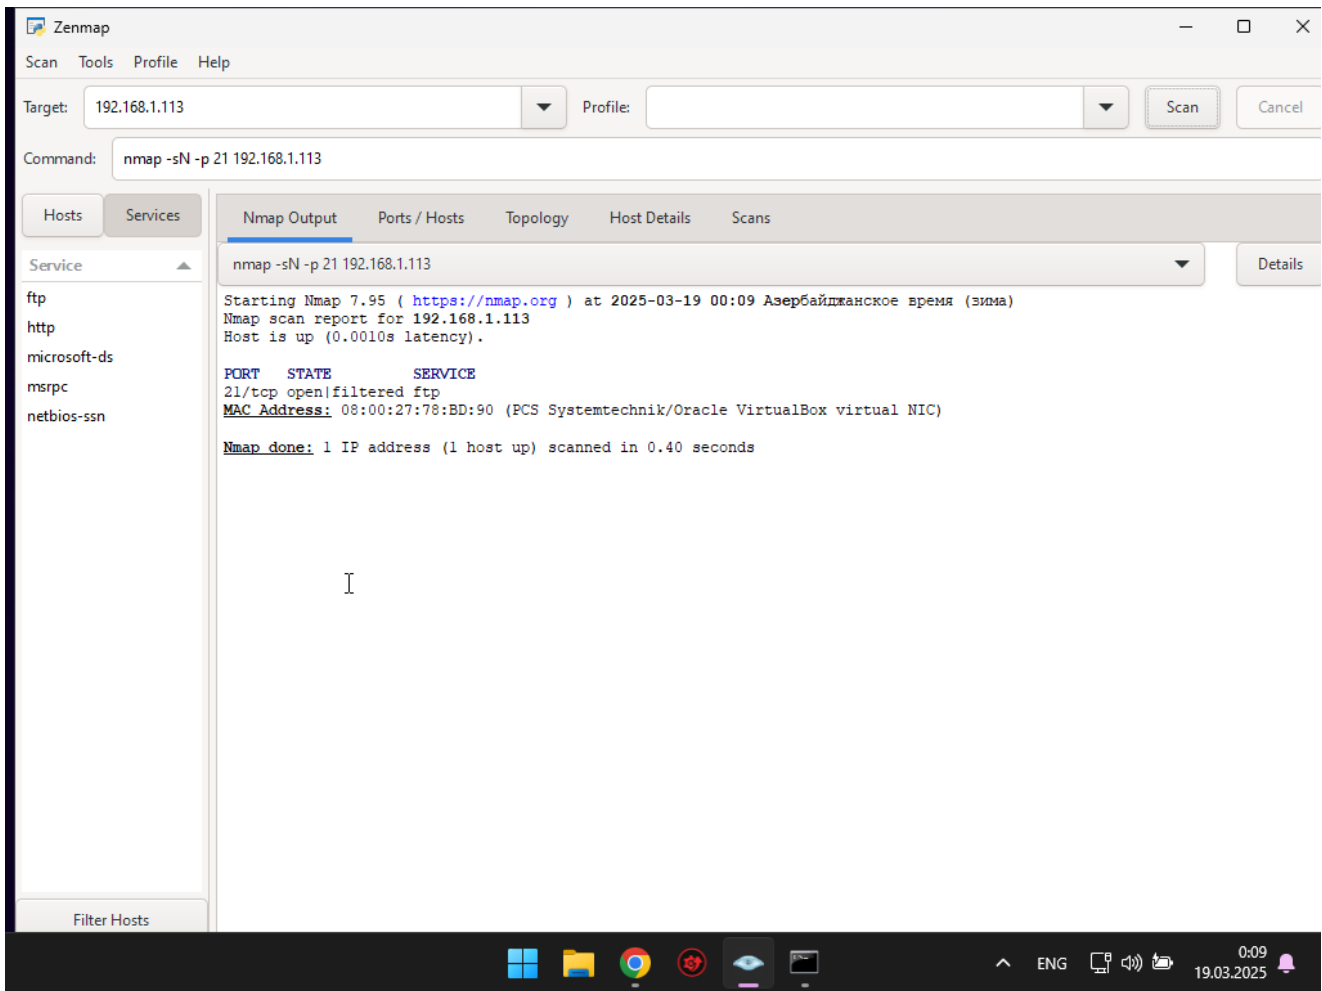 Zenmap
Scan Tools Profile Help
Target: 192.168.1.113 Profile: Scan Cancel
Command: nmap -sN -p 21 192.168.1.113
Hosts Services Nmap Output Ports / Hosts Topology Host Details Scans
Service nmap -sN -p 21 192.168.1.113 Details
ftp
http
microsoft-ds
msrpc
netbios-ssn
Starting Nmap 7.95 ( https://nmap.org ) at 2025-03-19 00:09 Азербайджанское время (зима)
Nmap scan report for 192.168.1.113
Host is up (0.0010s latency).
PORT STATE SERVICE
21/tcp open|filtered ftp
MAC Address: 08:00:27:78:BD:90 (PCS Systemtechnik/Oracle VirtualBox virtual NIC)
Nmap done: 1 IP address (1 host up) scanned in 0.40 seconds
Filter Hosts
ENG
0:09
19.03.2025